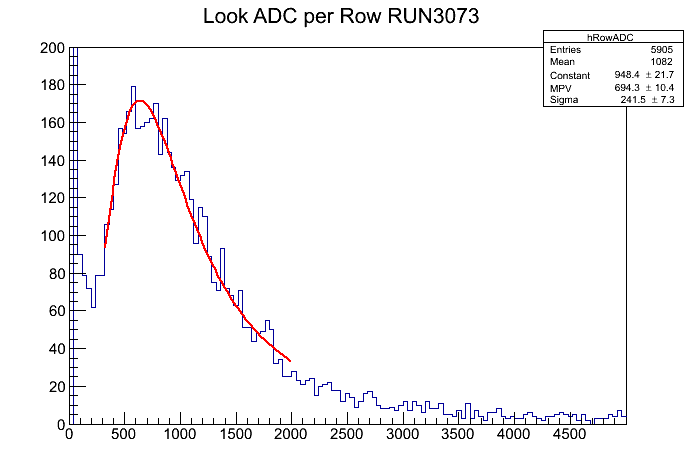 Look ADC per Row RUN3073
hRowADC
Entries 5905
Mean 1082
Constant 948.4 ± 21.7
MPV 694.3 ± 10.4
Sigma 241.5 ± 7.3
200
180
160
140
120
100
80
60
40
20
0
0 500 1000 1500 2000 2500 3000 3500 4000 4500